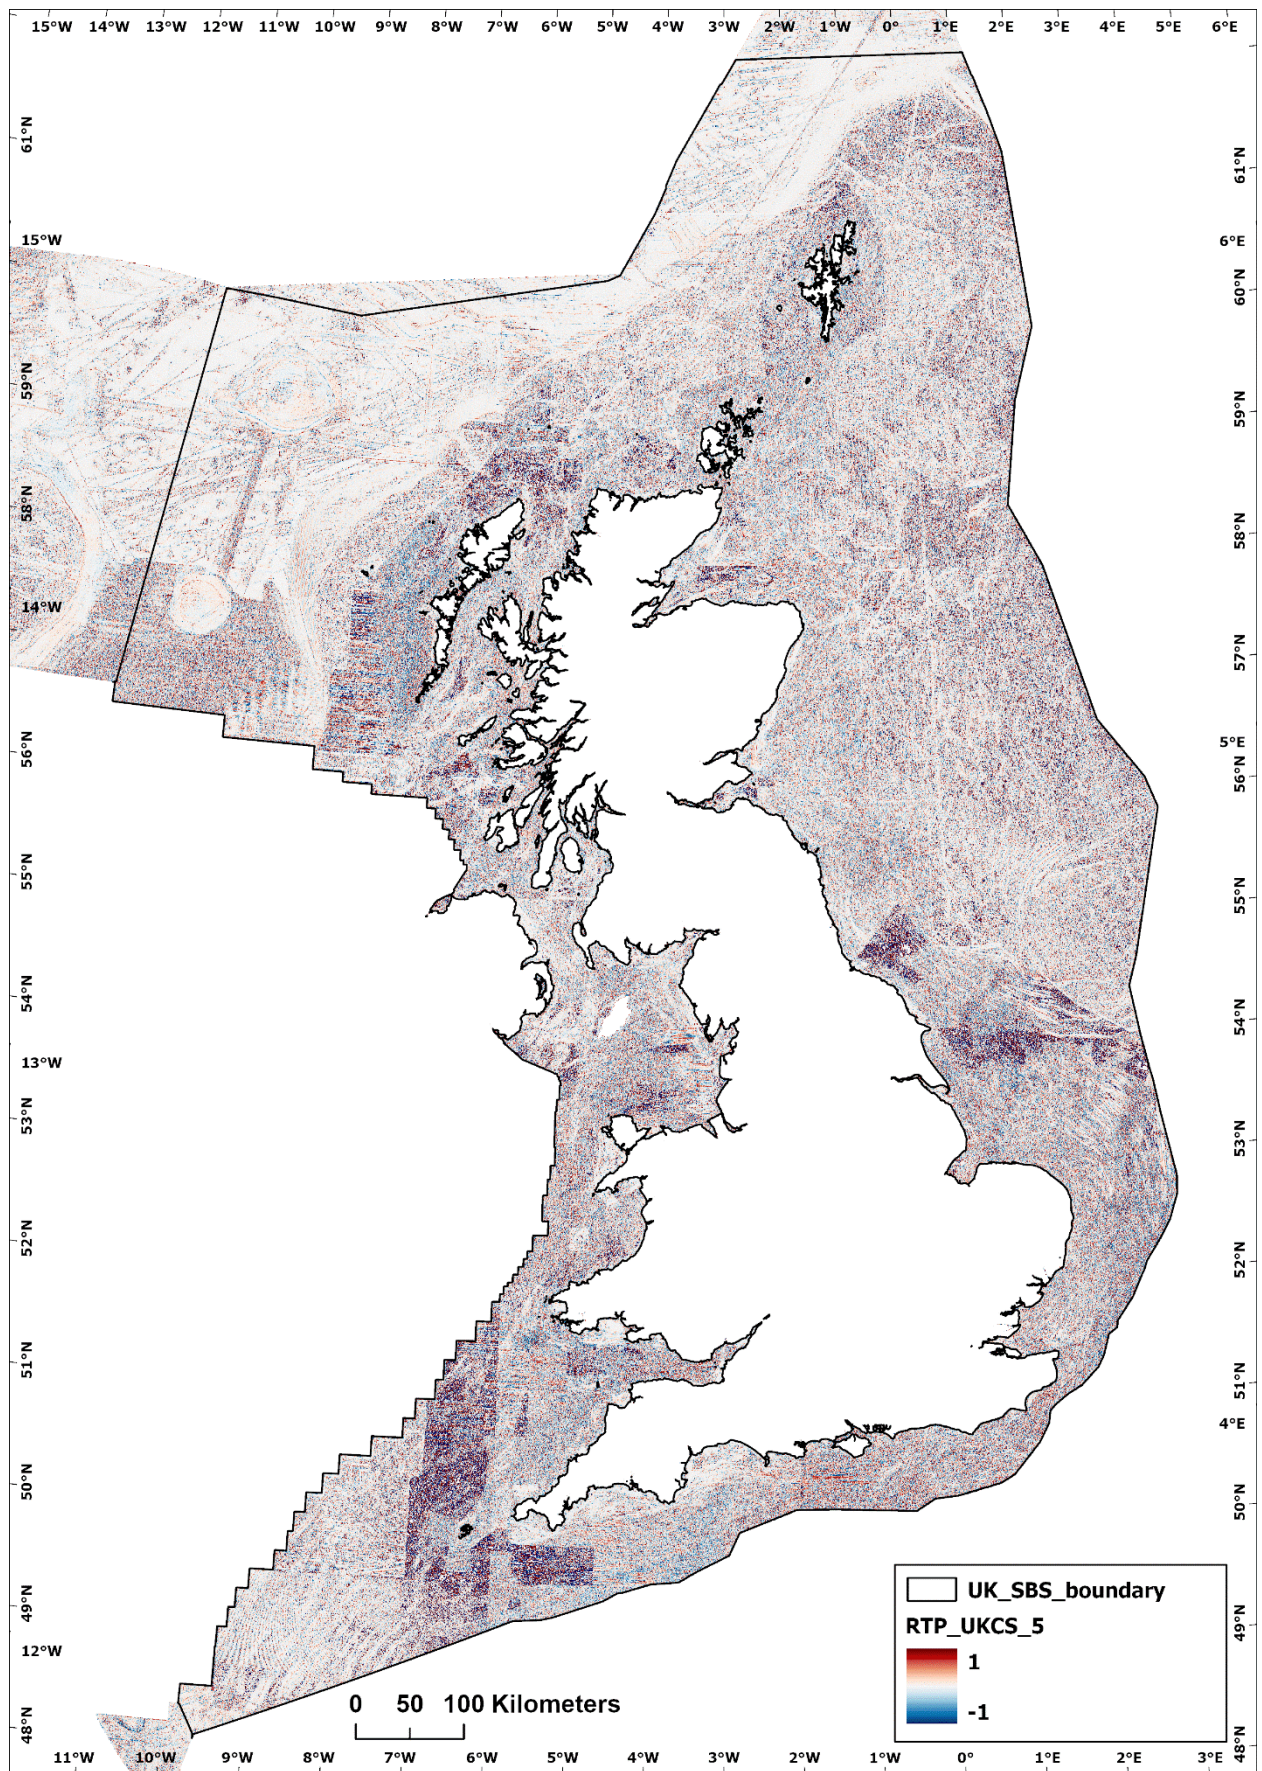 15°W 14°W 13°W 12°W 11°W 10°W 9°W 8°W 7°W 6°W 5°W 4°W 3°W 2°W 1°W 0° 1°E 2°E 3°E 4°E 5°E 6°E
61°N
61°N
15°W
6°E
60°N
59°N
59°N
58°N
58°N
14°W
57°N
56°N
5°E
56°N
55°N
55°N
54°N
54°N
13°W
53°N
53°N
52°N
52°N
51°N
51°N
4°E
50°N
50°N
UK_SBS_boundary
49°N
RTP_UKCS_5
49°N
12°W
1
0 50 100 Kilometers
-1
48°N
48°N
11°W 10°W 9°W 8°W 7°W 6°W 5°W 4°W 3°W 2°W 1°W 0° 1°E 2°E 3°E